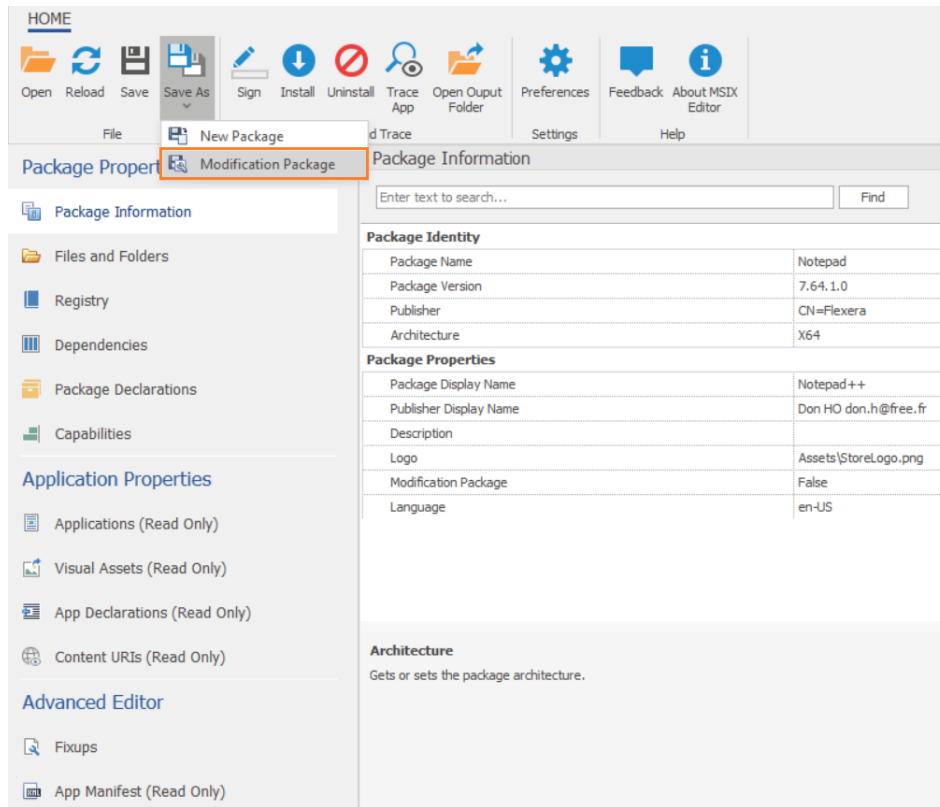 HOME
Open Reload Save Save As Sign Install Uninstall Trace App Open Ouput Folder Preferences Feedback About MSIX Editor
File d Trace Settings Help
New Package
Modification Package
Package Propert
Package Information
Files and Folders
Registry
Dependencies
Package Declarations
Capabilities
Application Properties
Applications (Read Only)
Visual Assets (Read Only)
App Declarations (Read Only)
Content URIs (Read Only)
Advanced Editor
Fixups
App Manifest (Read Only)
Package Information
Enter text to search... Find
Package Identity
Package Name Notepad
Package Version 7.64.1.0
Publisher CN=Flexera
Architecture X64
Package Properties
Package Display Name Notepad++
Publisher Display Name Don HO don.h@free.fr
Description
Logo Assets\StoreLogo.png
Modification Package False
Language en-US
Architecture
Gets or sets the package architecture.